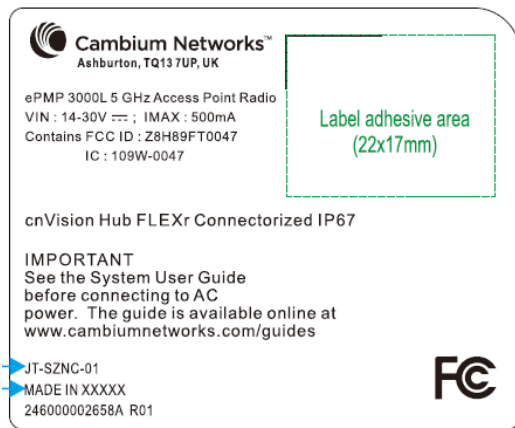 Cambium Networks™
Ashburton, TQ13 7UP, UK
ePMP 3000L 5 GHz Access Point Radio
VIN : 14-30V ⎓ ; IMAX : 500mA
Contains FCC ID : Z8H89FT0047
IC : 109W-0047
Label adhesive area
(22x17mm)
cnVision Hub FLEXr Connectorized IP67
IMPORTANT
See the System User Guide
before connecting to AC
power. The guide is available online at
www.cambiumnetworks.com/guides
JT-SZNC-01
MADE IN XXXXX
246000002658A R01
FC